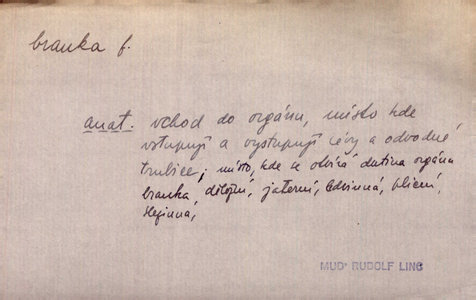 branka f.
anat. vchod do orgánu, místo kde
vstupují a vystupují cévy a odvodné
trubice; místo, kde se otvírá dutina orgánu
branka děložní, jaterní, ledvinná, plicní,
slezinná,
MUDr RUDOLF LINC